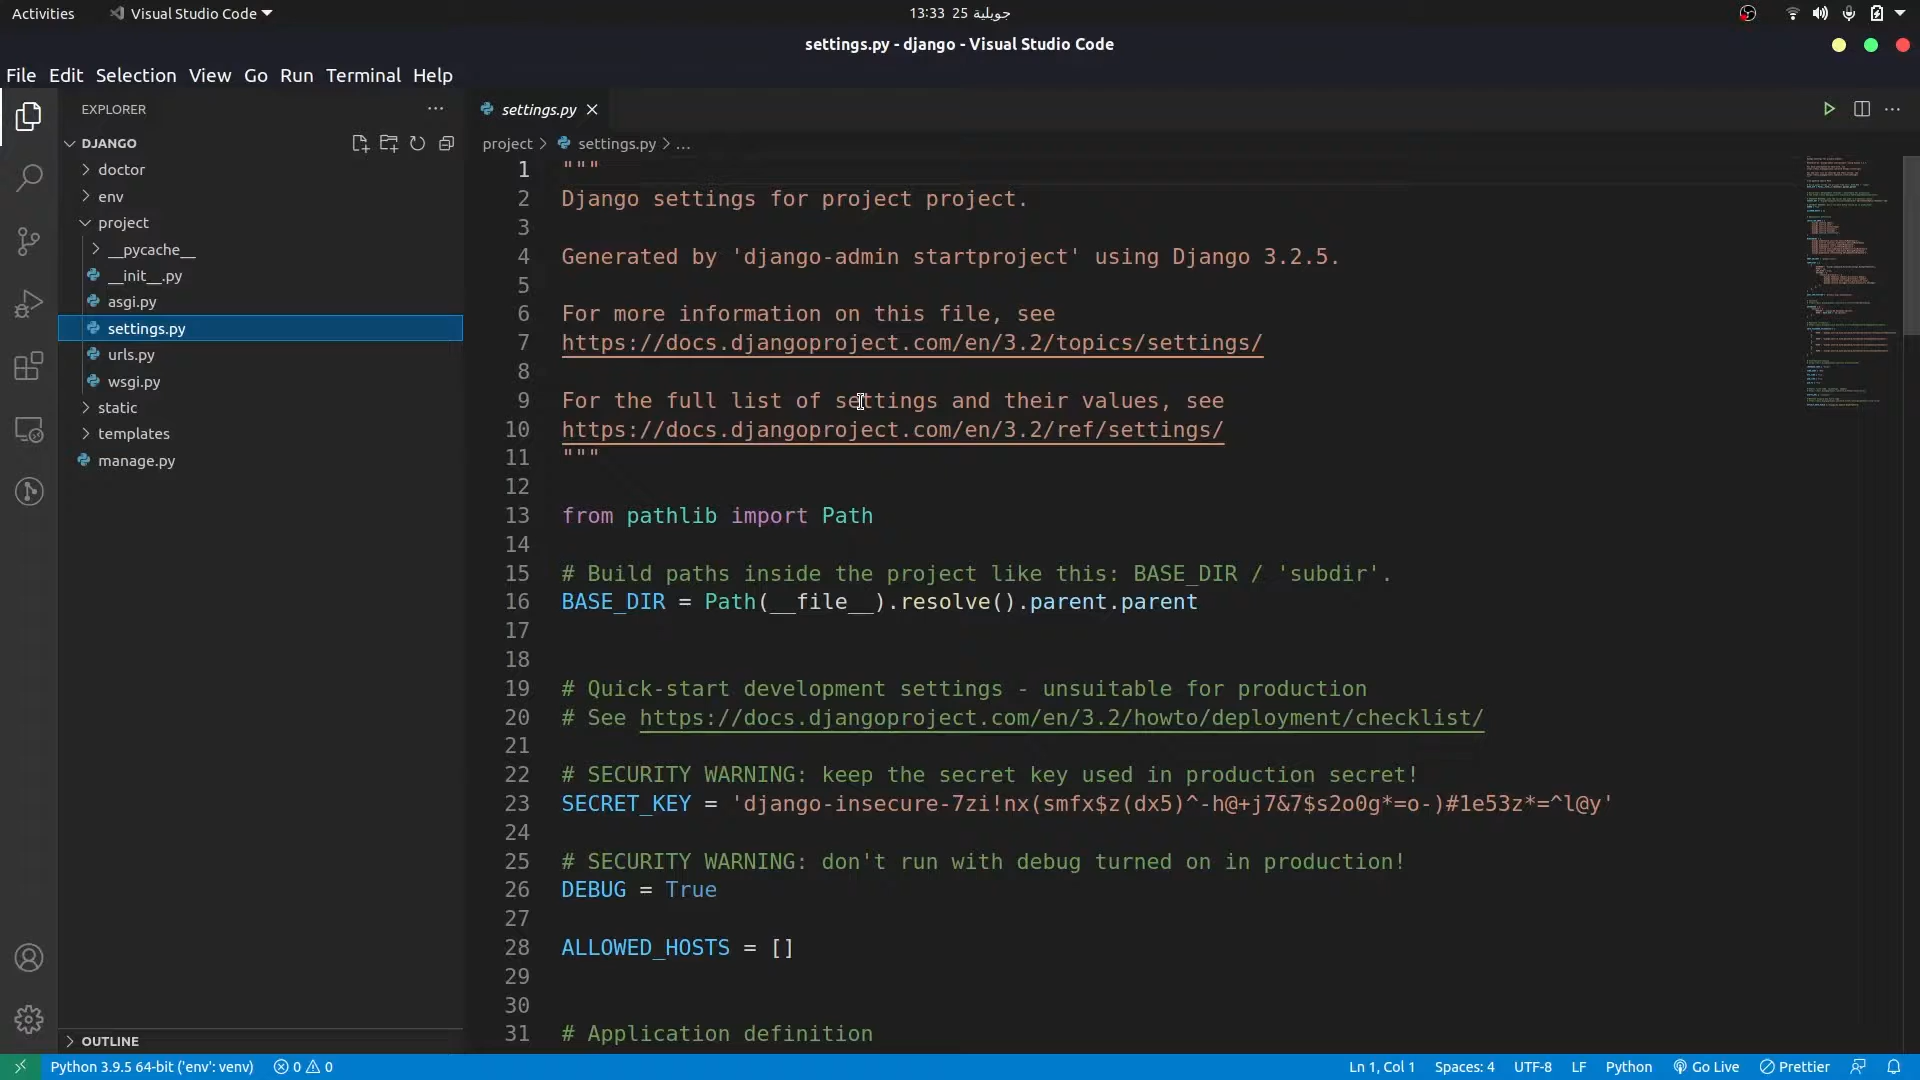 Activities Visual Studio Code 13:33 25 جويلية
settings.py - django - Visual Studio Code
File Edit Selection View Go Run Terminal Help
EXPLORER
DJANGO
doctor
env
project
__pycache__
__init__.py
asgi.py
settings.py
urls.py
wsgi.py
static
templates
manage.py
OUTLINE
settings.py
project > settings.py > ...
1 """
2 Django settings for project project.
3
4 Generated by 'django-admin startproject' using Django 3.2.5.
5
6 For more information on this file, see
7 https://docs.djangoproject.com/en/3.2/topics/settings/
8
9 For the full list of settings and their values, see
10 https://docs.djangoproject.com/en/3.2/ref/settings/
11 """
12
13 from pathlib import Path
14
15 # Build paths inside the project like this: BASE_DIR / 'subdir'.
16 BASE_DIR = Path(__file__).resolve().parent.parent
17
18
19 # Quick-start development settings - unsuitable for production
20 # See https://docs.djangoproject.com/en/3.2/howto/deployment/checklist/
21
22 # SECURITY WARNING: keep the secret key used in production secret!
23 SECRET_KEY = 'django-insecure-7zi!nx(smfx$z(dx5)^-h@+j7&7$s2o0g*=o-)#1e53z*=^l@y'
24
25 # SECURITY WARNING: don't run with debug turned on in production!
26 DEBUG = True
27
28 ALLOWED_HOSTS = []
29
30
31 # Application definition
Python 3.9.5 64-bit ('env': venv) 0 0 Ln 1, Col 1 Spaces: 4 UTF-8 LF Python Go Live Prettier